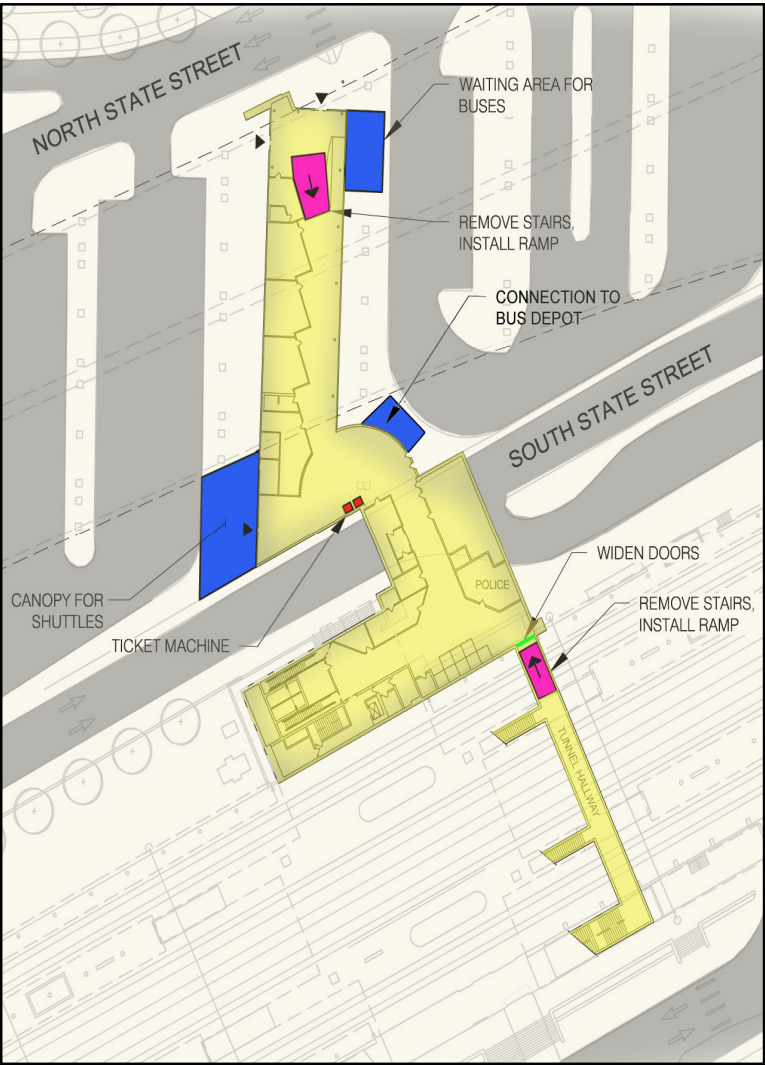 NORTH STATE STREET
WAITING AREA FOR
BUSES
REMOVE STAIRS,
INSTALL RAMP
CONNECTION TO
BUS DEPOT
SOUTH STATE STREET
WIDEN DOORS
POLICE
CANOPY FOR
SHUTTLES
REMOVE STAIRS,
INSTALL RAMP
TICKET MACHINE
TUNNEL HALLWAY